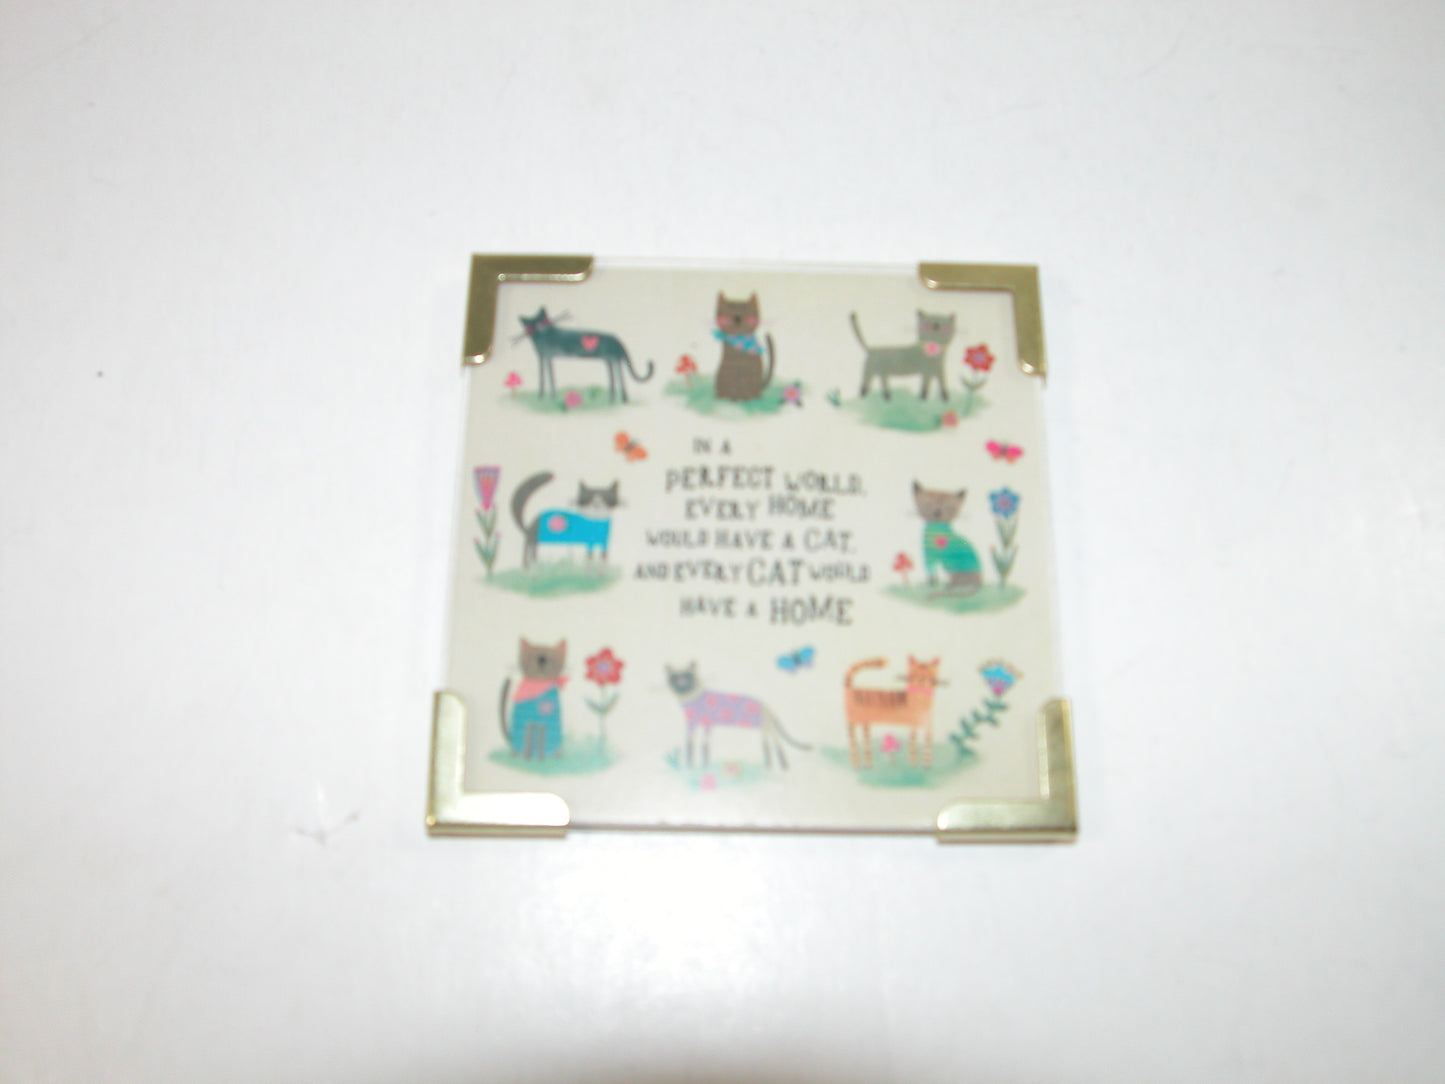 IN A
PERFECT WORLD,
EVERY HOME
WOULD HAVE A CAT,
AND EVERY CAT WOULD
HAVE A HOME